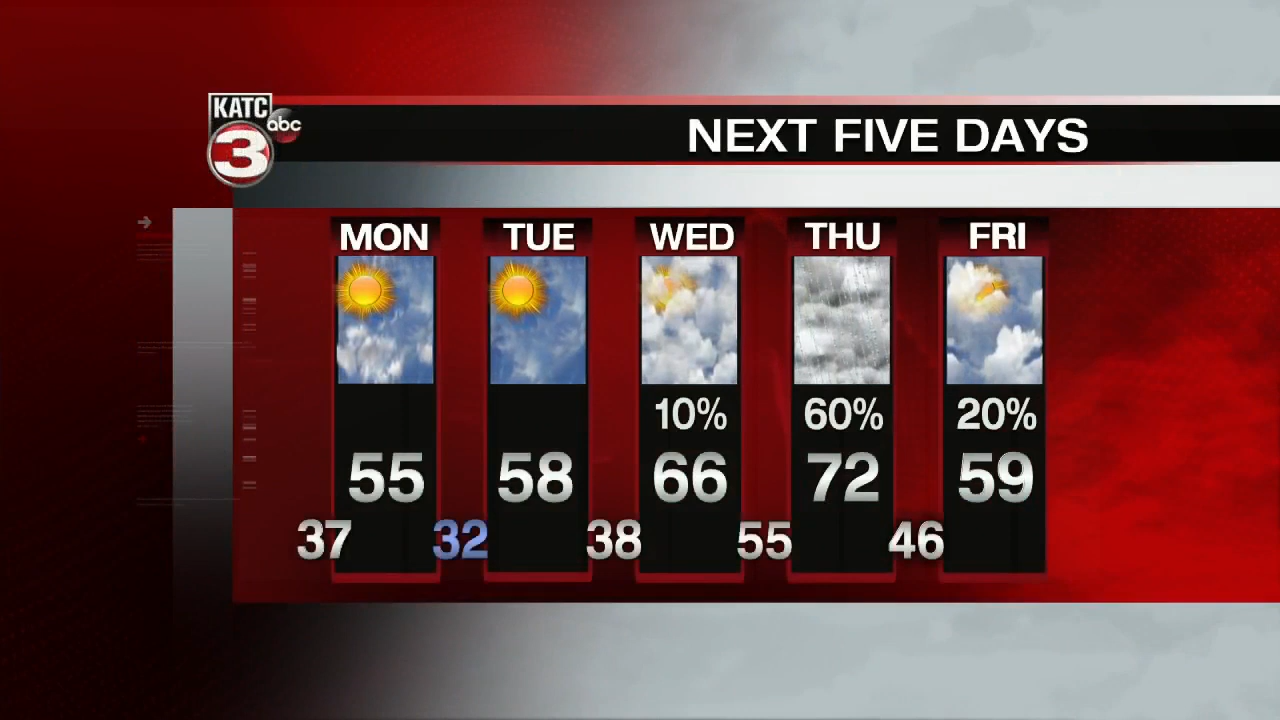 KATC
abc
3
NEXT FIVE DAYS
MON TUE WED THU FRI
10% 60% 20%
55 58 66 72 59
37 32 38 55 46